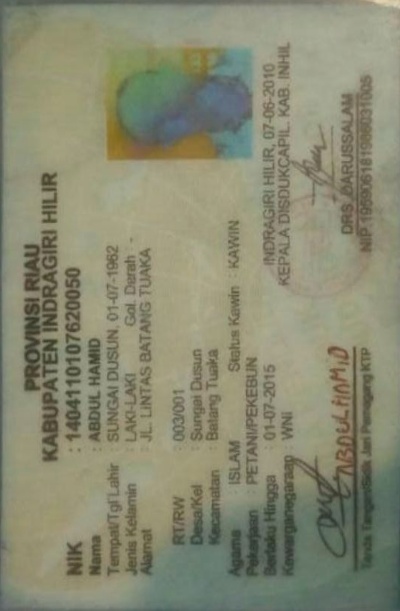 PROVINSI RIAU
KABUPATEN INDRAGIRI HILIR
NIK : 1404110107620050
Nama : ABDUL HAMID
Tempat/Tgl Lahir : SUNGAI DUSUN, 01-07-1962
Jenis Kelamin : LAKI-LAKI Gol. Darah : -
Alamat : JL. LINTAS BATANG TUAKA
RT/RW : 003/001
Desa/Kel : Sungai Dusun
Kecamatan : Batang Tuaka
Agama : ISLAM Status Kawin : KAWIN
Pekerjaan : PETANI/PEKEBUN
Berlaku Hingga : 01-07-2015
Kewarganegaraan : WNI
INDRAGIRI HILIR, 07-06-2010
KEPALA DISDUKCAPIL. KAB. INHIL
DRS. DARUSSALAM
NIP.
ABDUL HAMID
Tanda Tangan/Sidik Jari Pemegang KTP